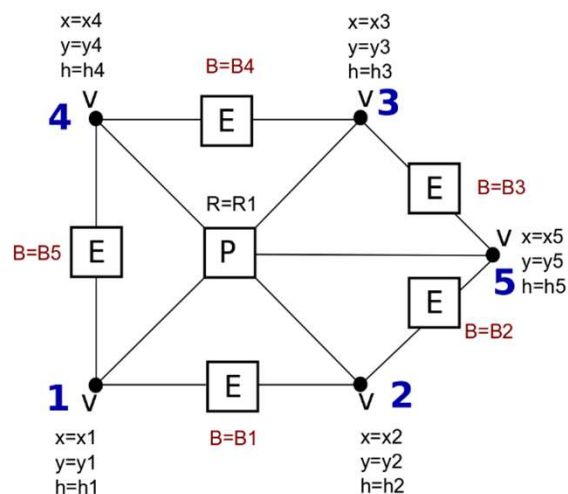 x=x4
y=y4
h=h4
V
4
B=B4
E
x=x3
y=y3
h=h3
V
3
E
B=B3
R=R1
P
B=B5
E
V
5
x=x5
y=y5
h=h5
E
B=B2
1
V
x=x1
y=y1
h=h1
E
B=B1
2
V
x=x2
y=y2
h=h2